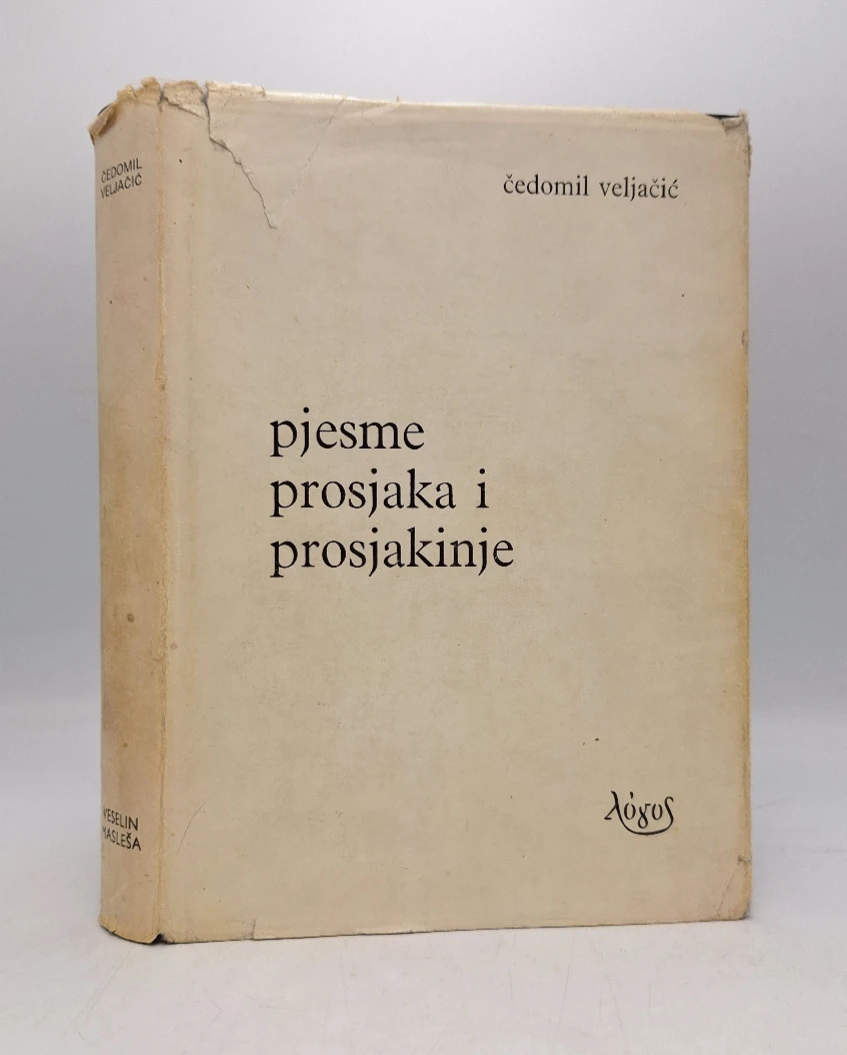 ČEDOMIL
VELJAČIĆ
čedomil veljačić
pjesme
prosjaka i
prosjakinje
λόγος
VESELIN
MASLEŠA